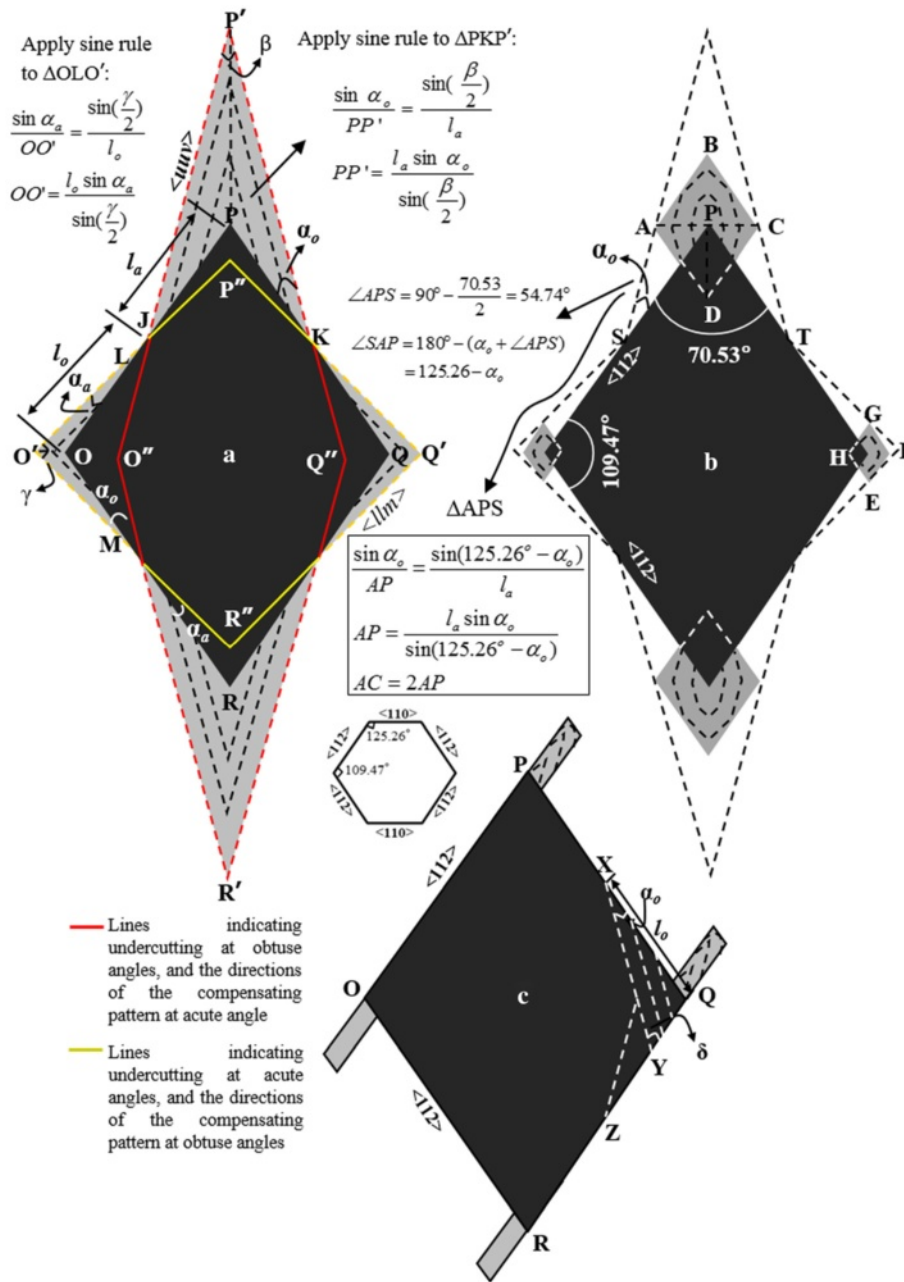 P′
Apply sine rule
to ΔOLO′:
β
Apply sine rule to ΔPKP′:
sin α_a / OO' = sin(γ/2) / l_o
OO' = l_o sin α_a / sin(γ/2)
sin α_o / PP' = sin(β/2) / l_a
PP' = l_a sin α_o / sin(β/2)
<uuv>
P
α_o
l_a
P″
J
K
L
l_o
α_a
O′
O
O″
a
Q″
Q
Q′
γ
α_o
M
<llm>
R″
α_a
R
R′
B
A
P
C
α_o
∠APS = 90° − 70.53/2 = 54.74°
∠SAP = 180° − (α_o + ∠APS)
= 125.26 − α_o
D
S
T
70.53°
<112>
109.47°
b
G
H
E
ΔAPS
<112>
sin α_o / AP = sin(125.26° − α_o) / l_a
AP = l_a sin α_o / sin(125.26° − α_o)
AC = 2AP
<110>
<112>
125.26°
<112>
109.47°
<112>
<112>
<110>
P
<112>
X
α_o
l_o
O
c
Q
Y
δ
<112>
Z
R
Lines indicating
undercutting at obtuse
angles, and the directions
of the compensating
pattern at acute angle
Lines indicating
undercutting at acute
angles, and the directions
of the compensating
pattern at obtuse angles